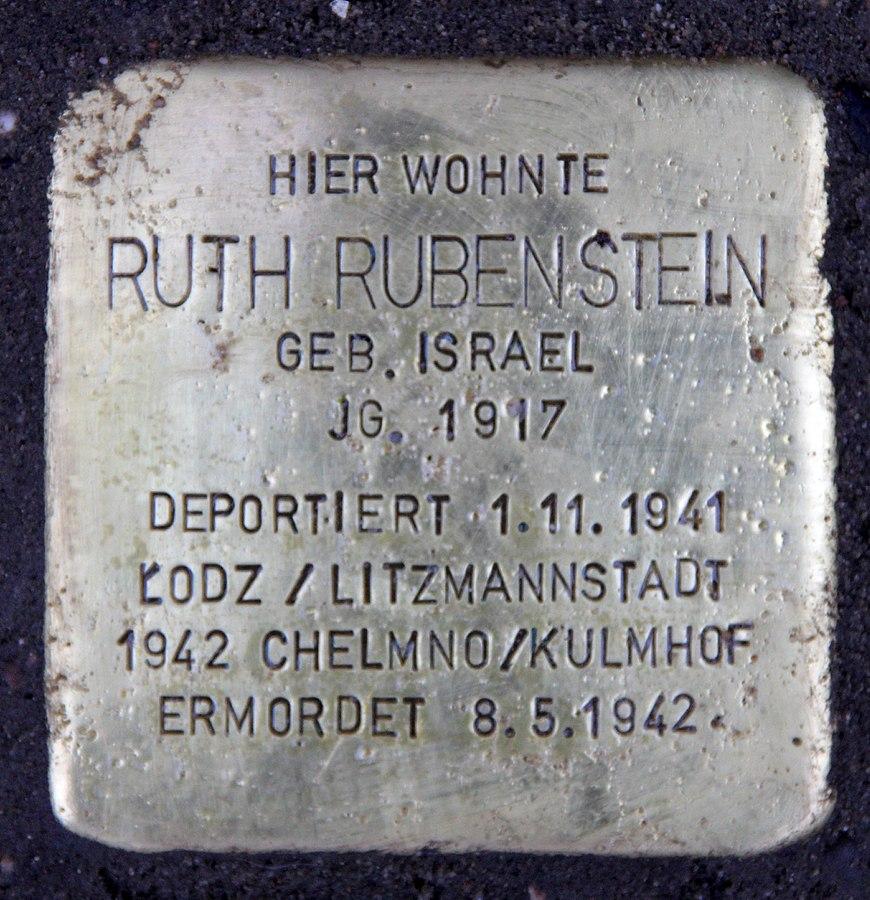 HIER WOHNTE
RUTH RUBENSTEIN
GEB. ISRAEL
JG. 1917
DEPORTIERT 1.11.1941
ŁODZ / LITZMANNSTADT
1942 CHELMNO/KULMHOF
ERMORDET 8.5.1942